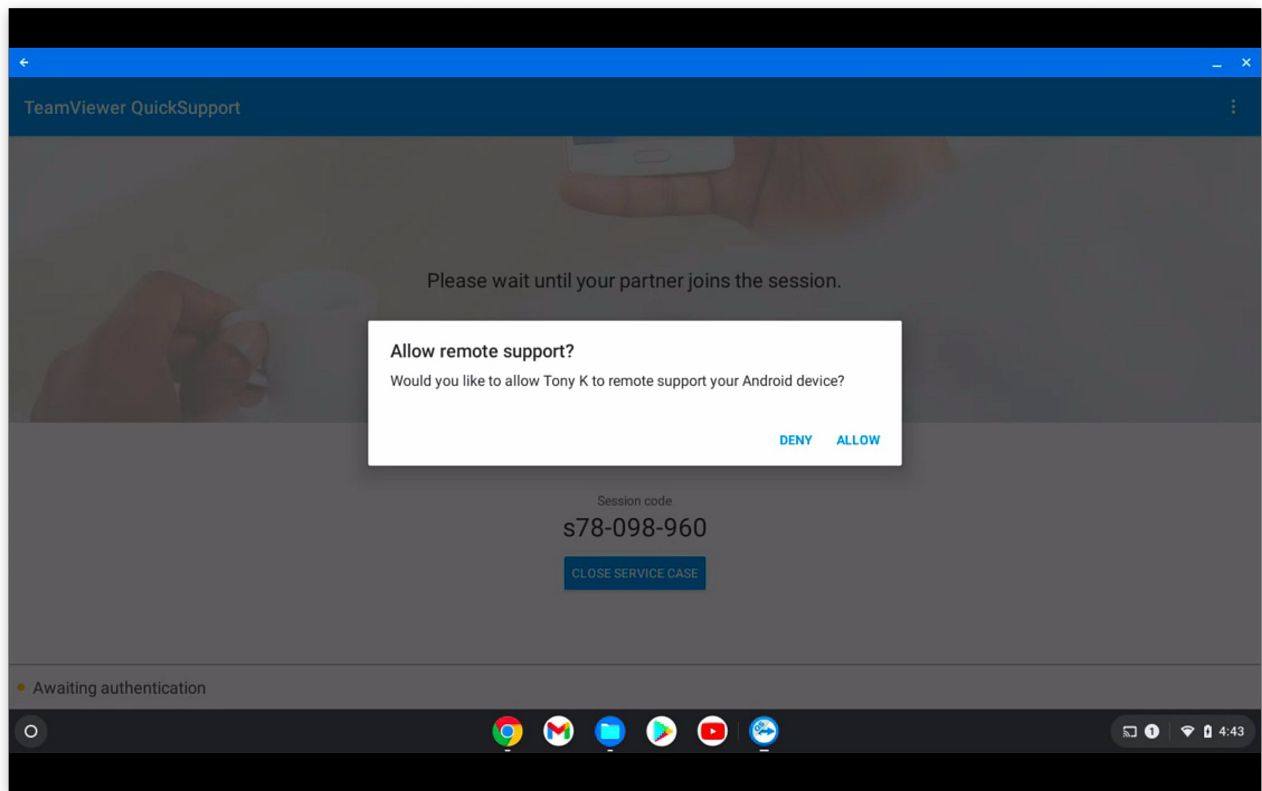 TeamViewer QuickSupport
Please wait until your partner joins the session.
Allow remote support?
Would you like to allow Tony K to remote support your Android device?
DENY ALLOW
Session code
s78-098-960
CLOSE SERVICE CASE
Awaiting authentication
1 4:43